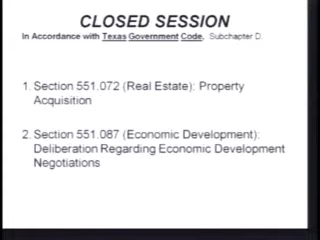 CLOSED SESSION
In Accordance with Texas Government Code, Subchapter D.
1. Section 551.072 (Real Estate): Property
Acquisition
2. Section 551.087 (Economic Development):
Deliberation Regarding Economic Development
Negotiations